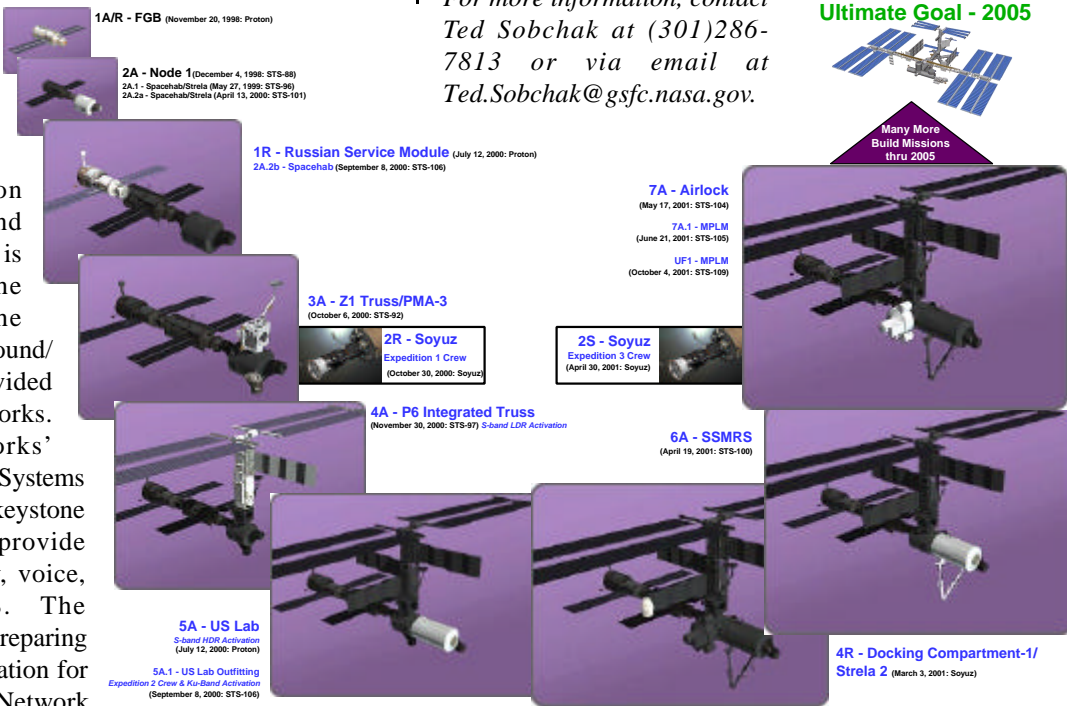 1A/R - FGB (November 20, 1998: Proton)
2A - Node 1 (December 4, 1998: STS-88)
2A.1 - Spacehab/Strela (May 27, 1999: STS-96)
2A.2a - Spacehab/Strela (April 13, 2000: STS-101)
For more information, contact
Ted Sobchak at (301)286-
7813 or via email at
Ted.Sobchak@gsfc.nasa.gov.
Ultimate Goal - 2005
Many More
Build Missions
thru 2005
1R - Russian Service Module (July 12, 2000: Proton)
2A.2b - Spacehab (September 8, 2000: STS-106)
7A - Airlock
(May 17, 2001: STS-104)
7A.1 - MPLM
(June 21, 2001: STS-105)
UF1 - MPLM
(October 4, 2001: STS-109)
on
nd
is
ne
ne
ound/
vided
orks.
orks’
Systems
keystone
provide
, voice,
. The
reparing
ation for
Network
3A - Z1 Truss/PMA-3
(October 6, 2000: STS-92)
2R - Soyuz
Expedition 1 Crew
(October 30, 2000: Soyuz)
2S - Soyuz
Expedition 3 Crew
(April 30, 2001: Soyuz)
4A - P6 Integrated Truss
(November 30, 2000: STS-97) S-band LDR Activation
6A - SSMRS
(April 19, 2001: STS-100)
5A - US Lab
S-band HDR Activation
(July 12, 2000: Proton)
5A.1 - US Lab Outfitting
Expedition 2 Crew & Ku-Band Activation
(September 8, 2000: STS-106)
4R - Docking Compartment-1/
Strela 2 (March 3, 2001: Soyuz)